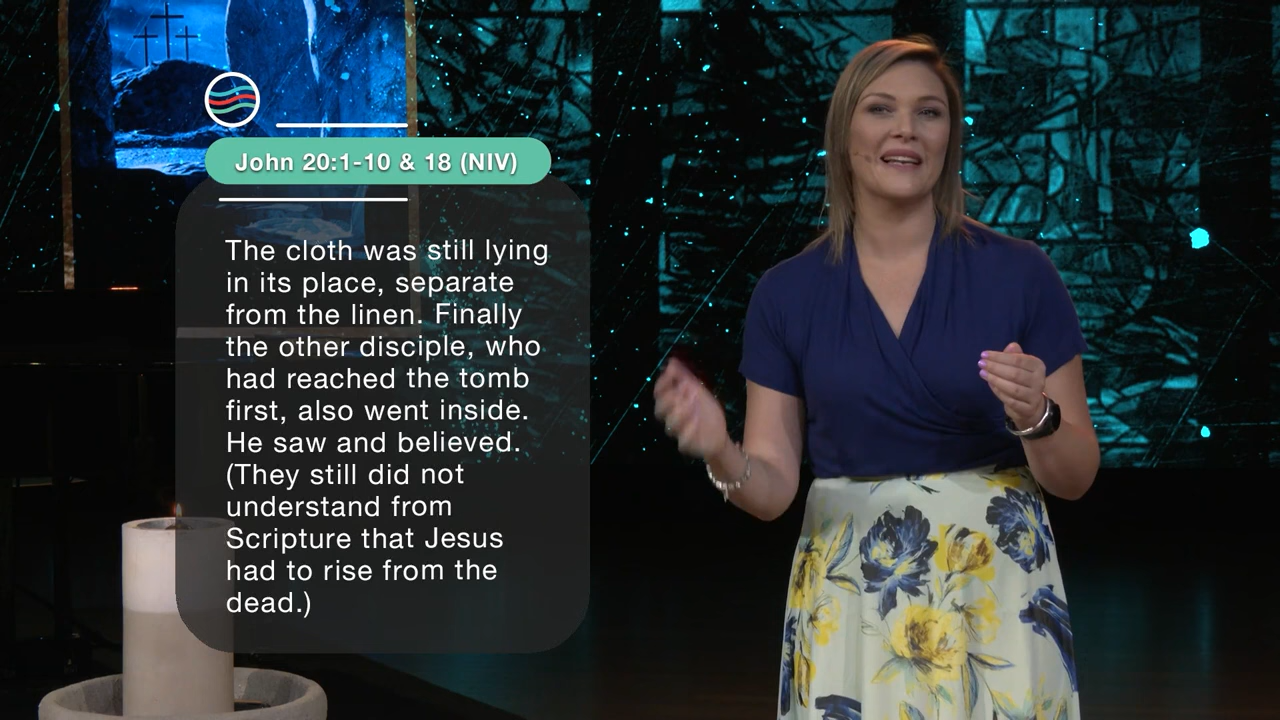 John 20:1-10 & 18 (NIV)
The cloth was still lying
in its place, separate
from the linen. Finally
the other disciple, who
had reached the tomb
first, also went inside.
He saw and believed.
(They still did not
understand from
Scripture that Jesus
had to rise from the
dead.)